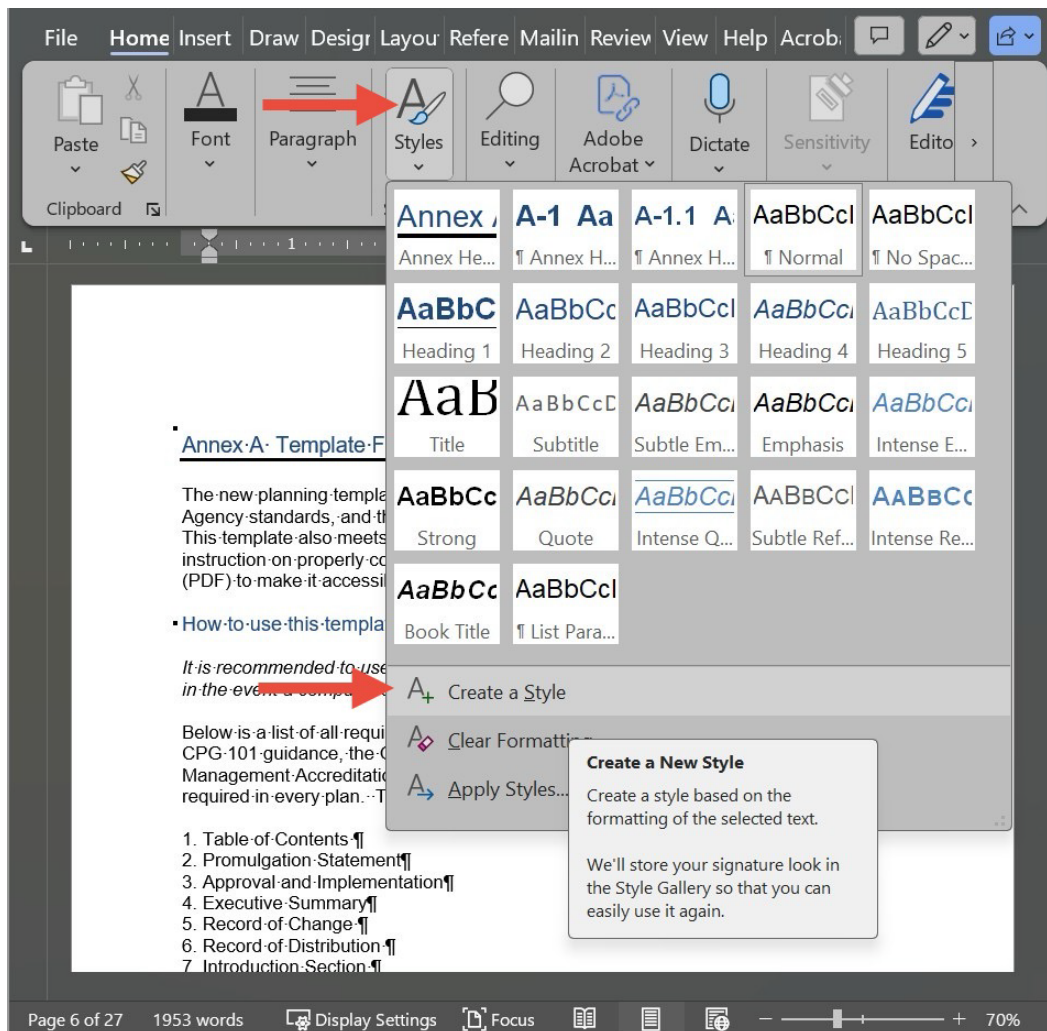 File Home Insert Draw Desigr Layou Refere Mailin Review View Help Acrob
Paste
Font
Paragraph
Styles
Editing
Adobe
Acrobat
Dictate
Sensitivity
Edito
Clipboard
1
Annex A-1 Aa A-1.1 A AaBbCcI AaBbCcI
Annex He... ¶ Annex H... ¶ Annex H... ¶ Normal ¶ No Spac...
AaBbC AaBbCc AaBbCcI AaBbCcI AaBbCcD
Heading 1 Heading 2 Heading 3 Heading 4 Heading 5
AaB AaBbCcD AaBbCcI AaBbCcI AaBbCcI
Title Subtitle Subtle Em... Emphasis Intense E...
AaBbCc AaBbCcI AaBbCcI AABBCCI AABBCC
Strong Quote Intense Q... Subtle Ref... Intense Re...
AaBbCc AaBbCcI
Book Title ¶ List Para...
Create a Style
Clear Formatting
Apply Styles...
Create a New Style
Create a style based on the
formatting of the selected text.
We'll store your signature look in
the Style Gallery so that you can
easily use it again.
Annex·A· Template·F
The·new·planning·templa
Agency·standards,·and·th
This·template·also·meets
instruction·on·properly·co
(PDF)·to·make·it·accessi
How·to·use·this·templa
It·is·recommended·to·use
in·the·event·a·comp
Below·is·a·list·of·all·requi
CPG·101·guidance,·the·
Management·Accreditatio
required·in·every·plan.··T
1. Table·of·Contents·¶
2. Promulgation·Statement¶
3. Approval·and·Implementation¶
4. Executive·Summary¶
5. Record·of·Change·¶
6. Record·of·Distribution·¶
7. Introduction·Section·¶
Page 6 of 27 1953 words Display Settings Focus 70%